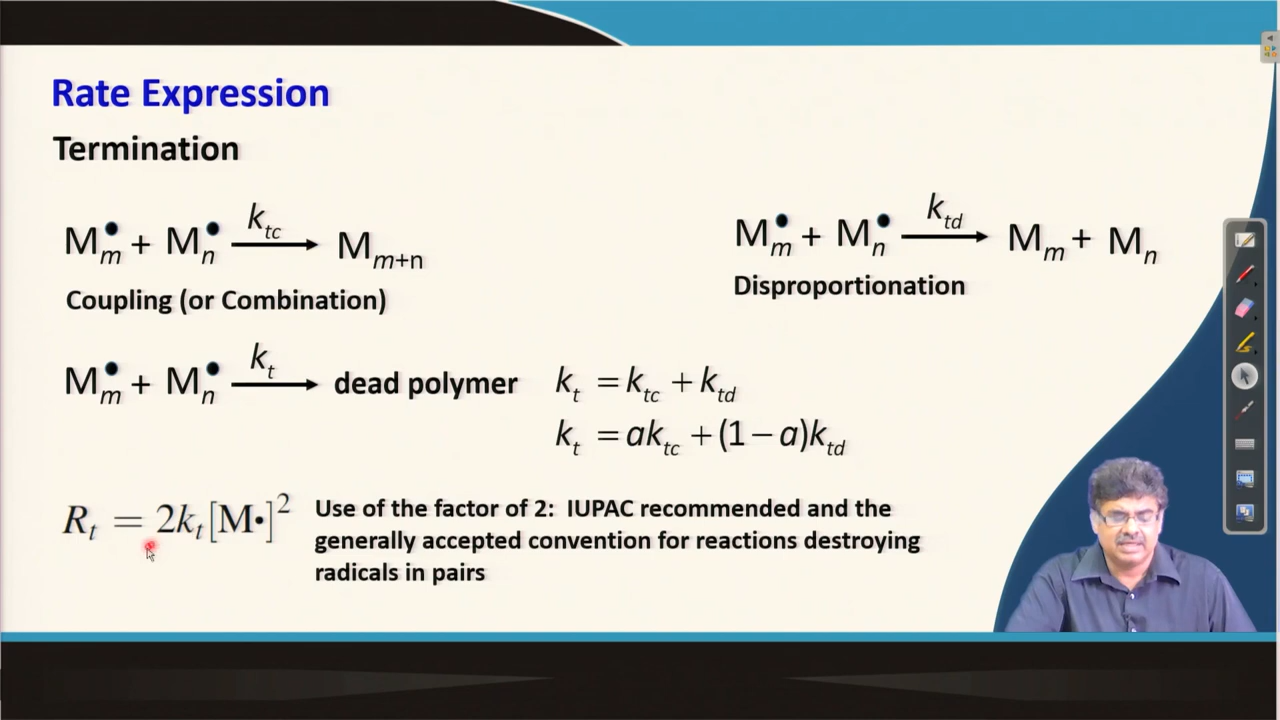 Rate Expression
Termination
M•m + M•n —ktc→ Mm+n
Coupling (or Combination)
M•m + M•n —ktd→ Mm + Mn
Disproportionation
M•m + M•n —kt→ dead polymer
kt = ktc + ktd
kt = aktc + (1 − a)ktd
Rt = 2kt[M•]²
Use of the factor of 2: IUPAC recommended and the
generally accepted convention for reactions destroying
radicals in pairs